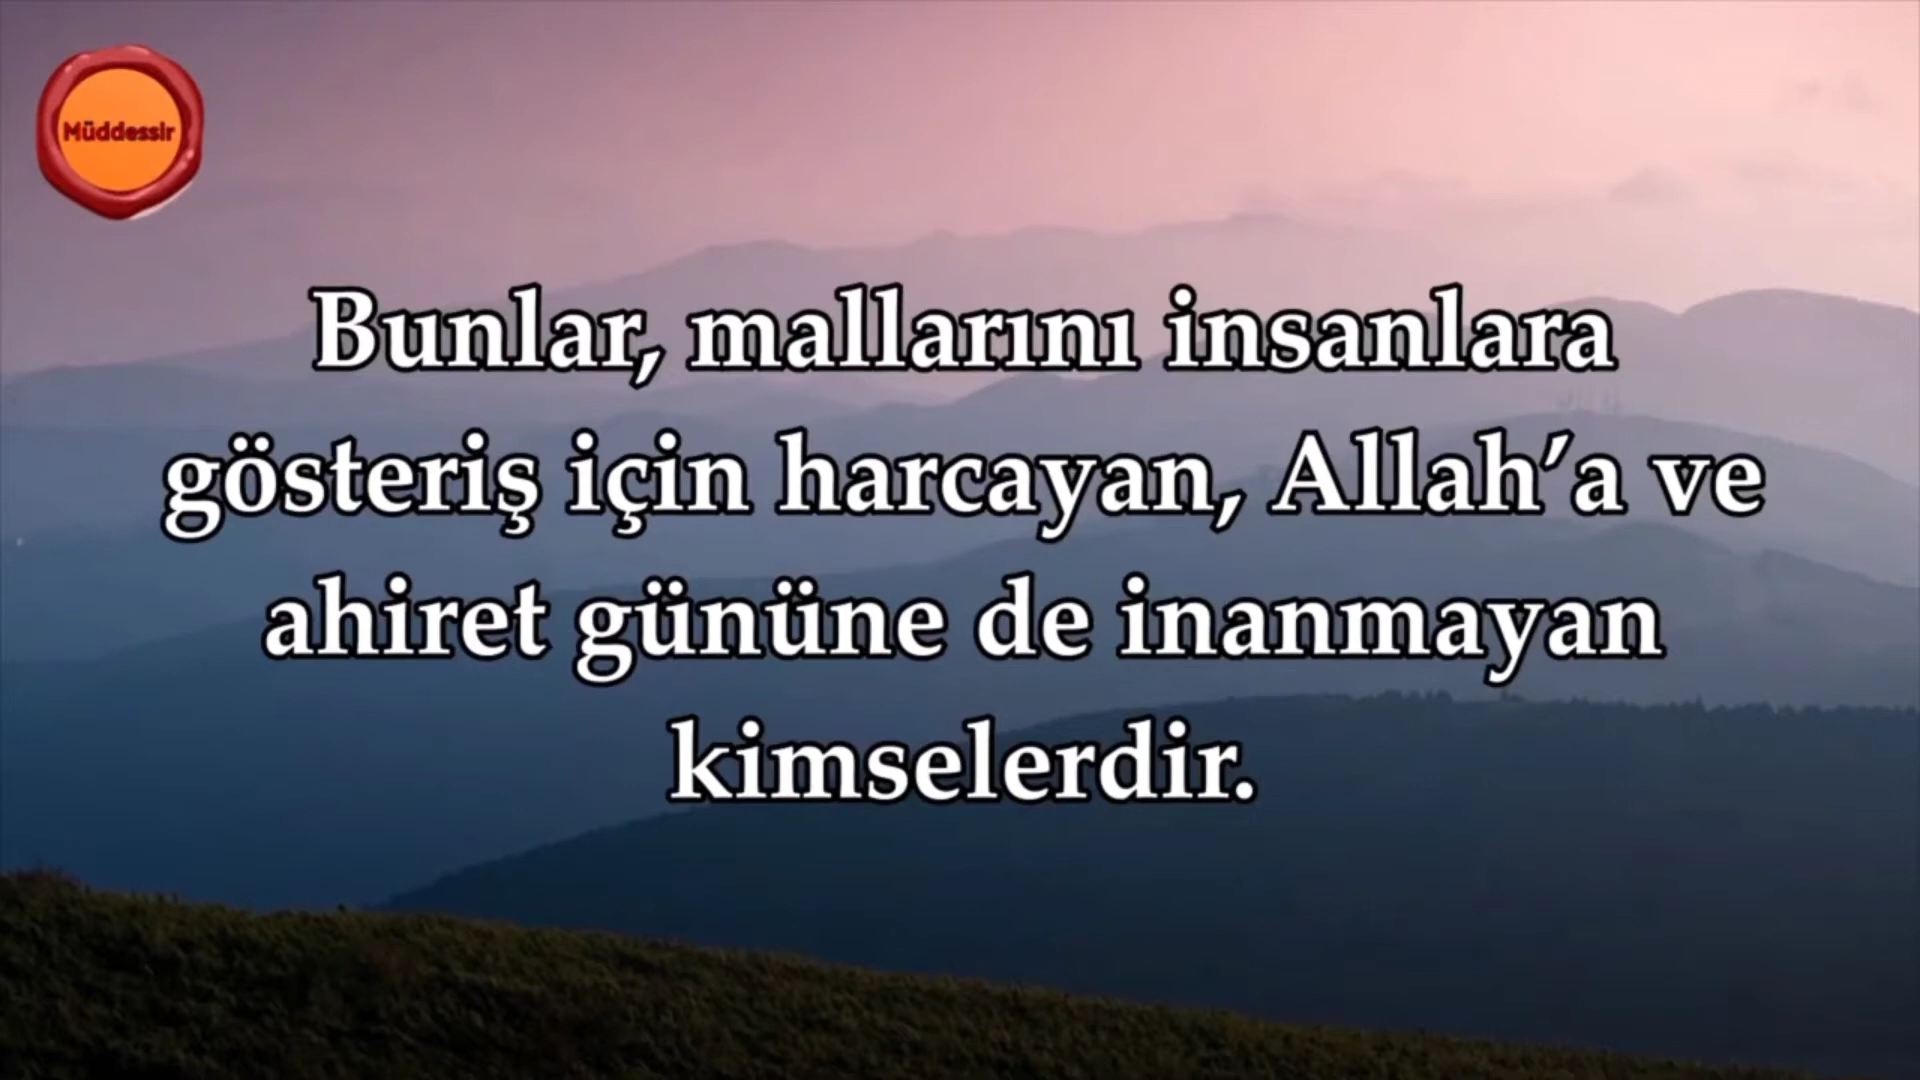 Müddessir
Bunlar, mallarını insanlara
gösteriş için harcayan, Allah’a ve
ahiret gününe de inanmayan
kimselerdir.